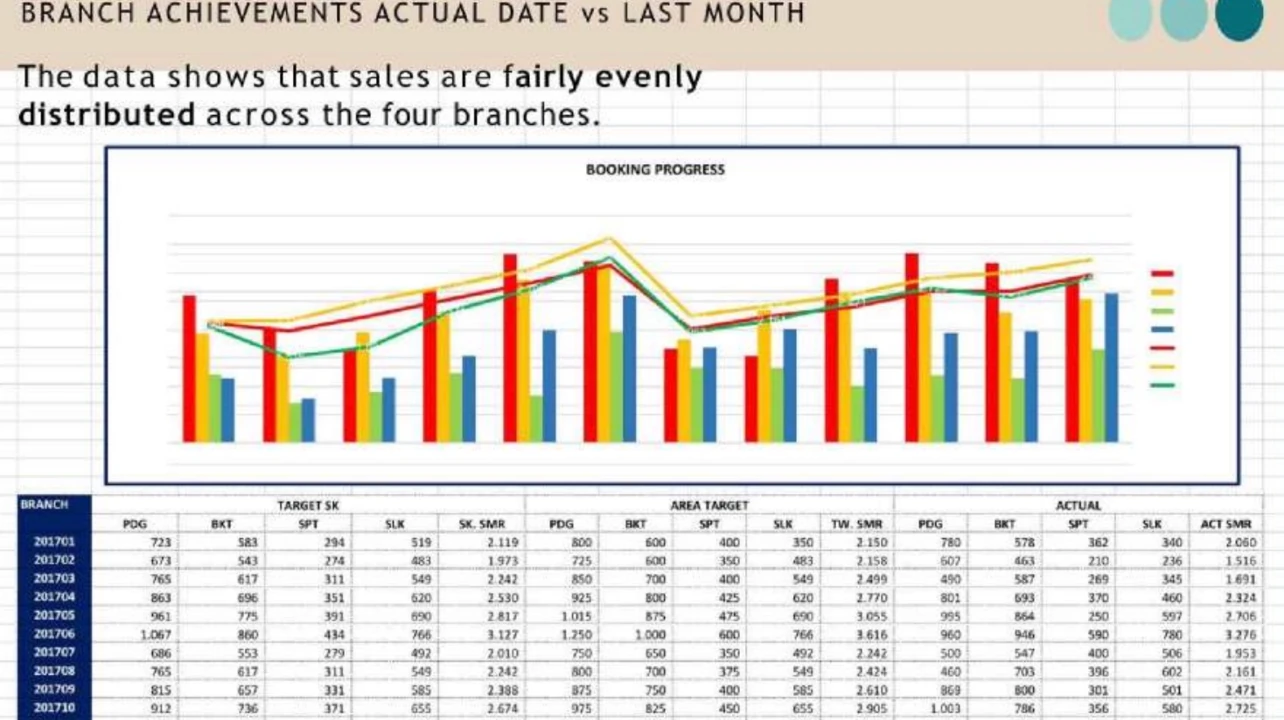 BRANCH ACHIEVEMENTS ACTUAL DATE vs LAST MONTH
The data shows that sales are fairly evenly
distributed across the four branches.
BOOKING PROGRESS
BRANCH TARGET SK AREA TARGET ACTUAL
PDG BKT SPT SLK SK. SMR PDG BKT SPT SLK TW. SMR PDG BKT SPT SLK ACT SMR
201701 723 583 294 519 2.119 800 600 400 350 2.150 780 578 362 340 2.060
201702 673 543 274 483 1.973 725 600 350 483 2.158 607 463 210 236 1.516
201703 765 617 311 549 2.242 850 700 400 549 2.499 490 587 269 345 1.691
201704 863 696 351 620 2.530 925 800 425 620 2.770 801 693 370 460 2.324
201705 961 775 391 690 2.817 1.015 875 475 690 3.055 995 864 250 597 2.706
201706 1.067 860 434 766 3.127 1.250 1.000 600 766 3.616 960 946 590 780 3.276
201707 686 553 279 492 2.010 750 650 350 492 2.242 500 547 400 506 1.953
201708 765 617 311 549 2.242 800 700 375 549 2.424 460 703 396 602 2.161
201709 815 657 331 585 2.388 875 750 400 585 2.610 869 800 301 501 2.471
201710 912 736 371 655 2.674 975 825 450 655 2.905 1.003 786 356 580 2.725